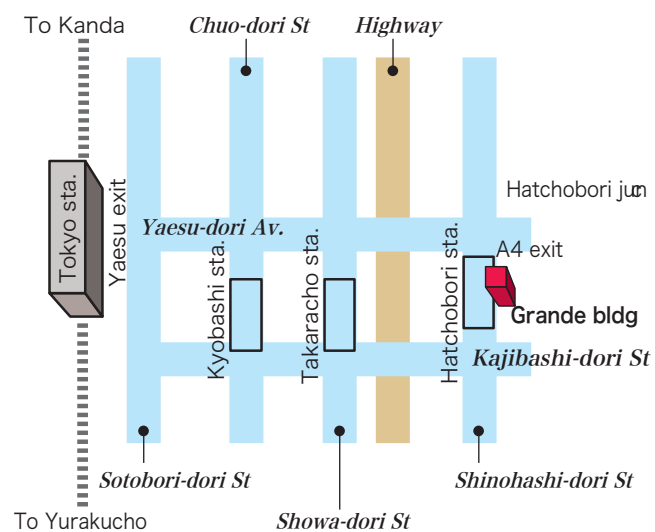 To Kanda
Chuo-dori St
Highway
Tokyo sta.
Yaesu exit
Hatchobori jun
Yaesu-dori Av.
A4 exit
Kyobashi sta.
Takaracho sta.
Hatchobori sta.
Grande bldg
Kajibashi-dori St
Sotobori-dori St
Shinohashi-dori St
To Yurakucho
Showa-dori St